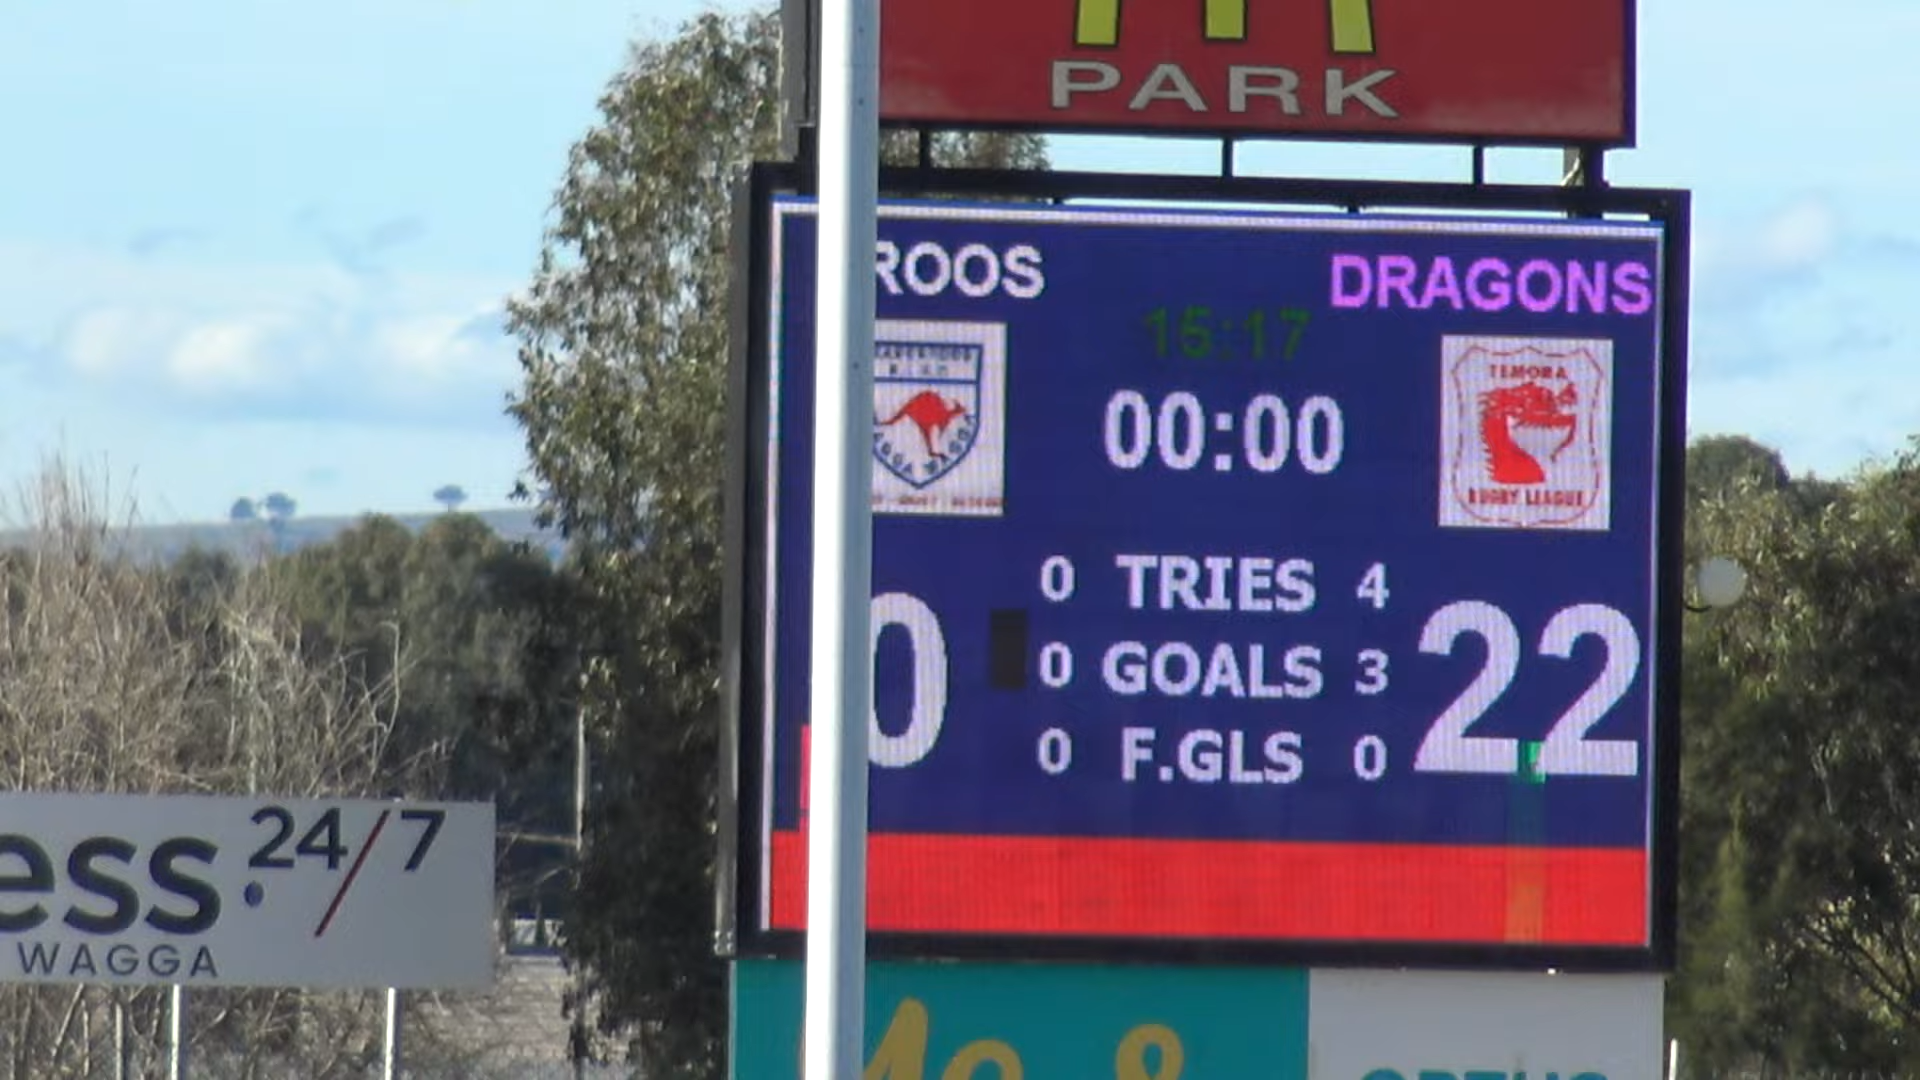 PARK
ROOS
DRAGONS
15:17
00:00
TEMORA
RUGBY LEAGUE
WAGGA
0 TRIES 4
0 GOALS 3
0 F.GLS 0
0
22
ess 24/7
WAGGA